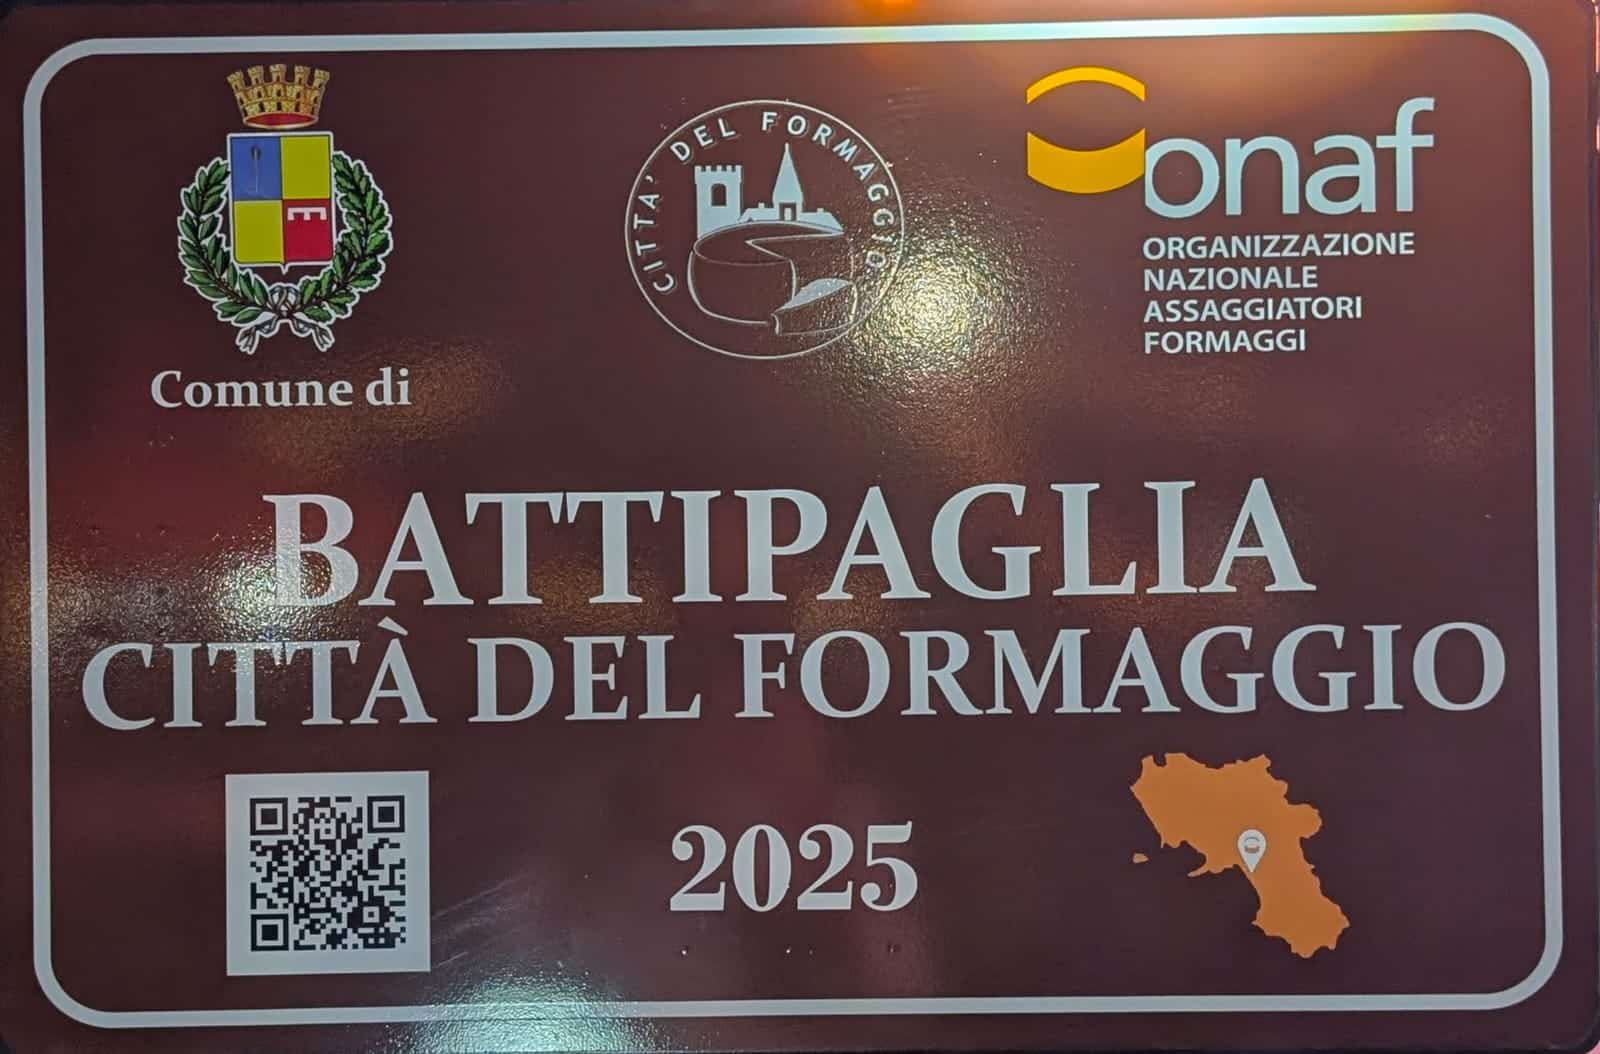 Comune di
CITTA' DEL FORMAGGIO
onaf
ORGANIZZAZIONE
NAZIONALE
ASSAGGIATORI
FORMAGGI
BATTIPAGLIA
CITTÀ DEL FORMAGGIO
2025